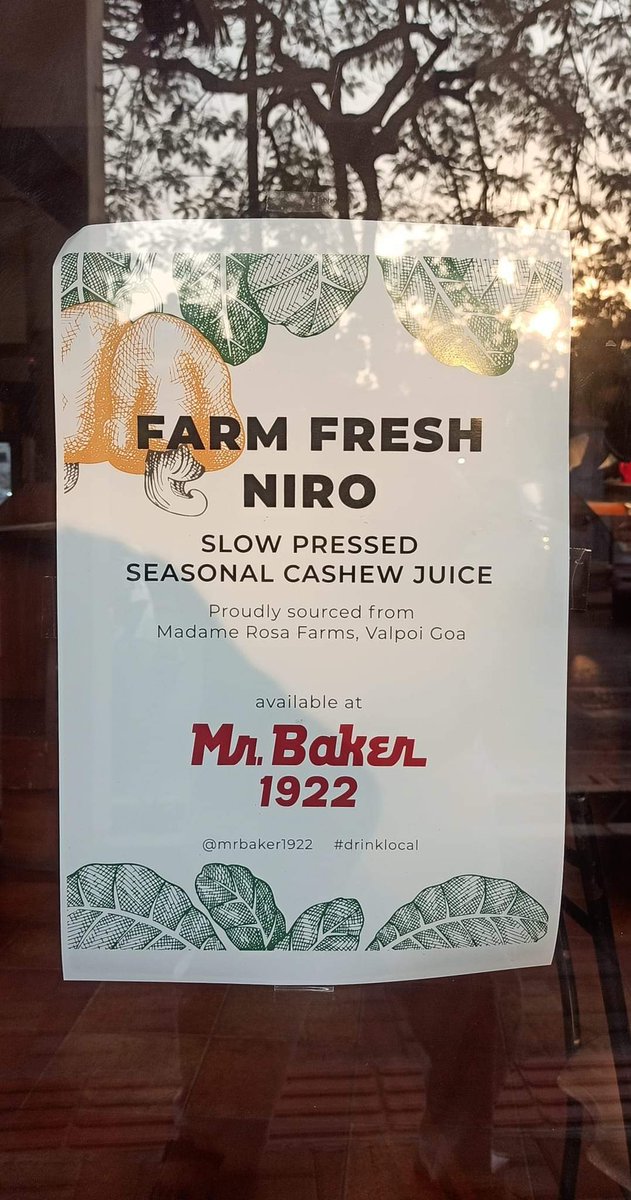 FARM FRESH
NIRO
SLOW PRESSED
SEASONAL CASHEW JUICE
Proudly sourced from
Madame Rosa Farms, Valpoi Goa
available at
Mr. Baker
1922
@mrbaker1922 #drinklocal